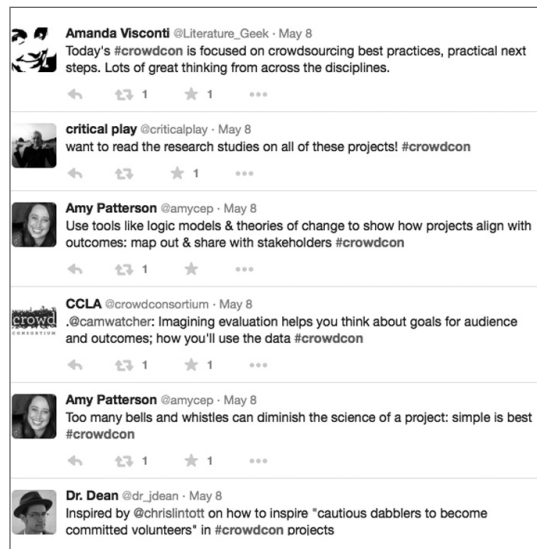 Amanda Visconti @Literature_Geek · May 8
Today's #crowdcon is focused on crowdsourcing best practices, practical next
steps. Lots of great thinking from across the disciplines.
1 1
critical play @criticalplay · May 8
want to read the research studies on all of these projects! #crowdcon
1
Amy Patterson @amycep · May 8
Use tools like logic models & theories of change to show how projects align with
outcomes: map out & share with stakeholders #crowdcon
1
CCLA @crowdconsortium · May 8
crowd
CONSORTIUM
.@camwatcher: Imagining evaluation helps you think about goals for audience
and outcomes; how you'll use the data #crowdcon
1 1
Amy Patterson @amycep · May 8
Too many bells and whistles can diminish the science of a project: simple is best
#crowdcon
1 1
Dr. Dean @dr_jdean · May 8
Inspired by @chrislintott on how to inspire "cautious dabblers to become
committed volunteers" in #crowdcon projects